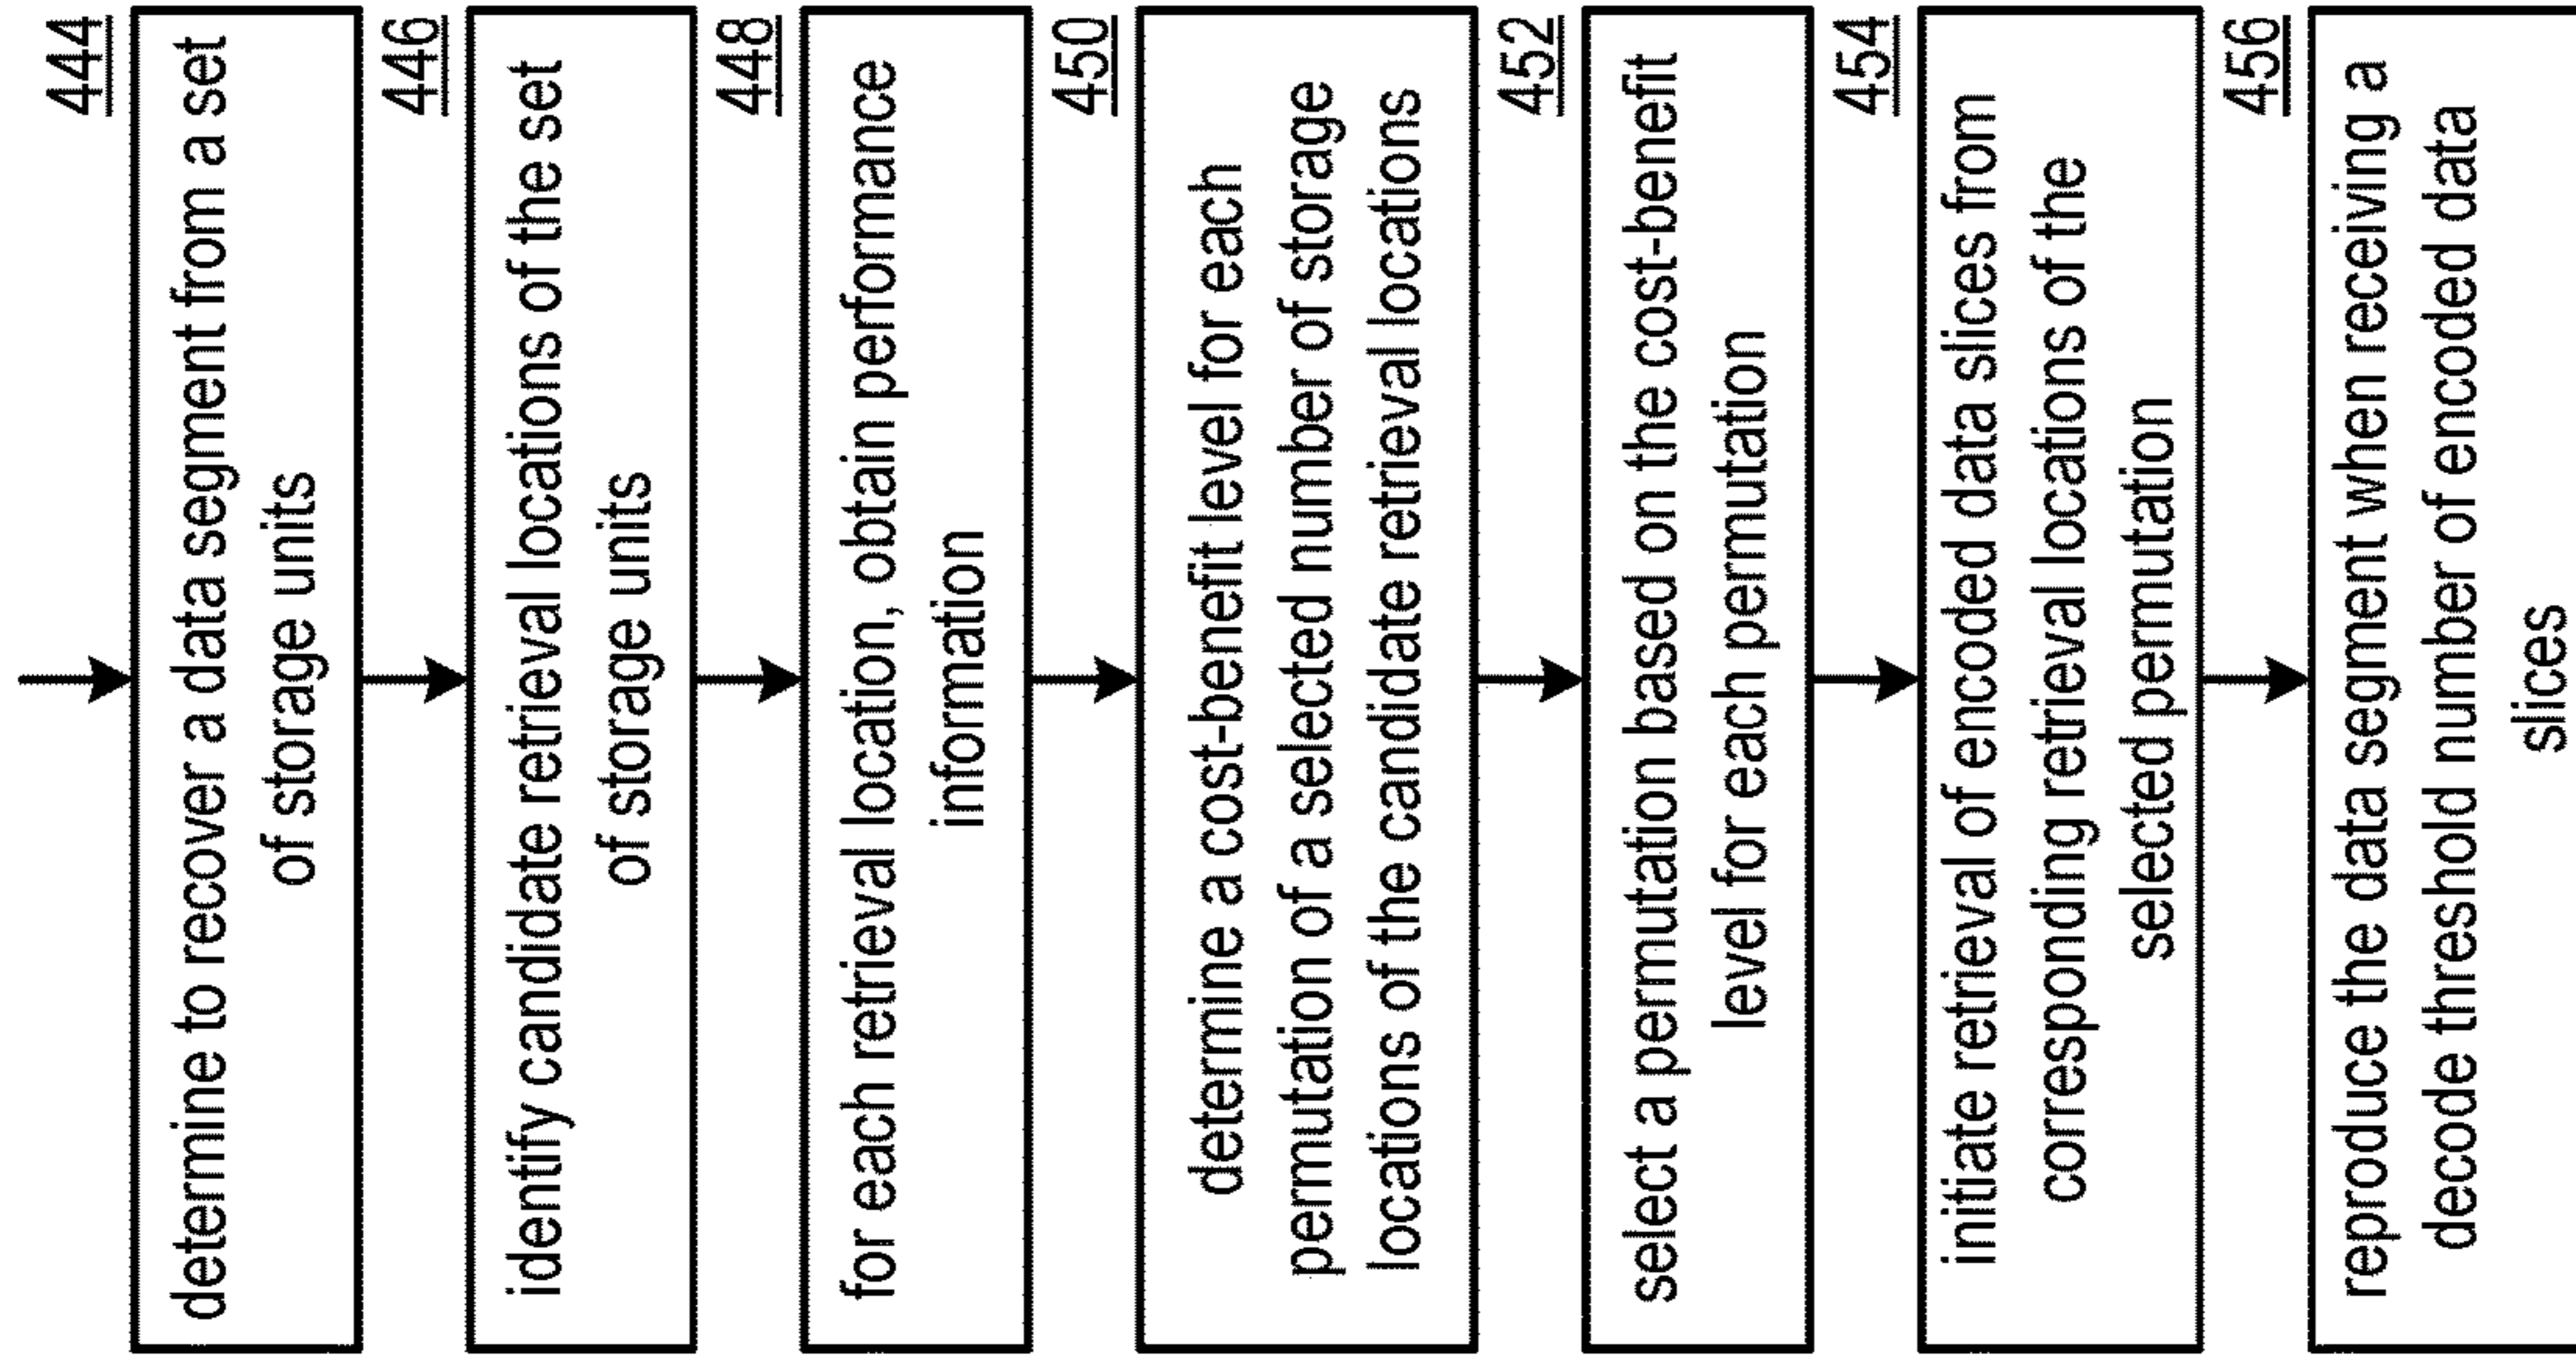 444
determine to recover a data segment from a set
of storage units
446
identify candidate retrieval locations of the set
of storage units
448
for each retrieval location, obtain performance
information
450
determine a cost-benefit level for each
permutation of a selected number of storage
locations of the candidate retrieval locations
452
select a permutation based on the cost-benefit
level for each permutation
454
initiate retrieval of encoded data slices from
corresponding retrieval locations of the
selected permutation
456
reproduce the data segment when receiving a
decode threshold number of encoded data
slices